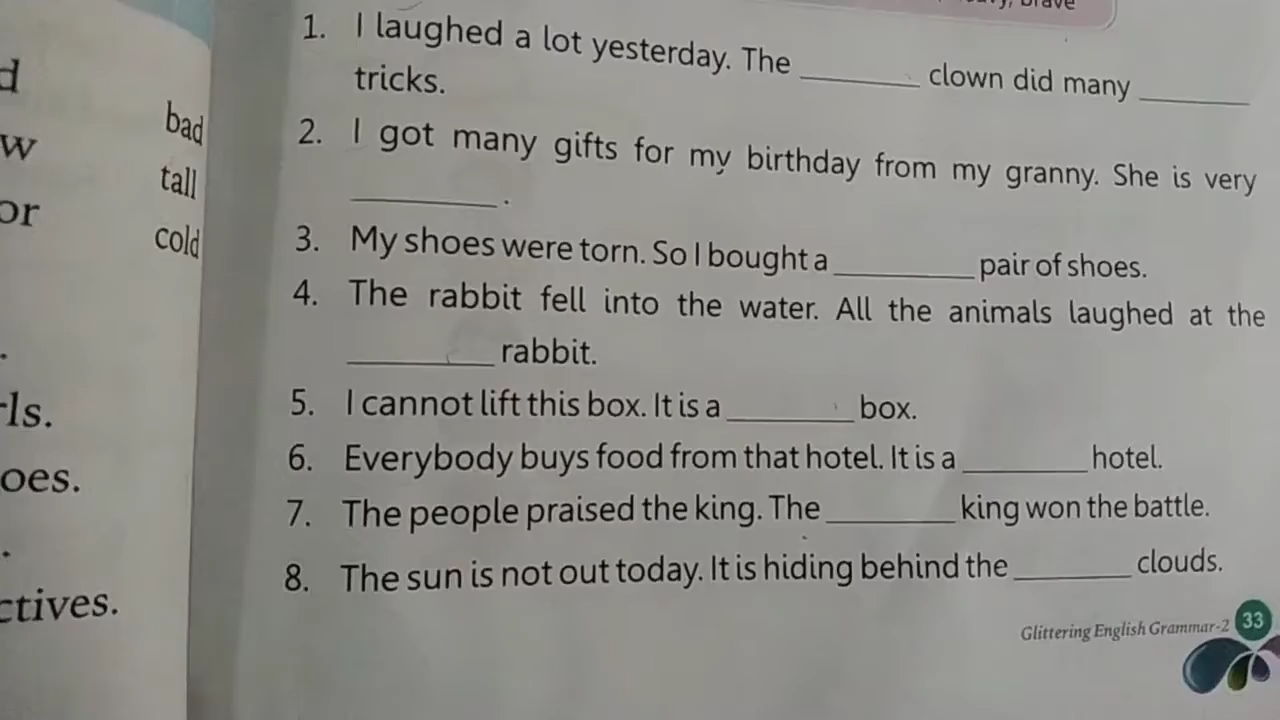 brave
1. I laughed a lot yesterday. The ________ clown did many ________
tricks.
2. I got many gifts for my birthday from my granny. She is very
________.
3. My shoes were torn. So I bought a ________ pair of shoes.
4. The rabbit fell into the water. All the animals laughed at the
________ rabbit.
5. I cannot lift this box. It is a ________ box.
6. Everybody buys food from that hotel. It is a ________ hotel.
7. The people praised the king. The ________ king won the battle.
8. The sun is not out today. It is hiding behind the ________ clouds.
Glittering English Grammar-2 33
bad
tall
cold